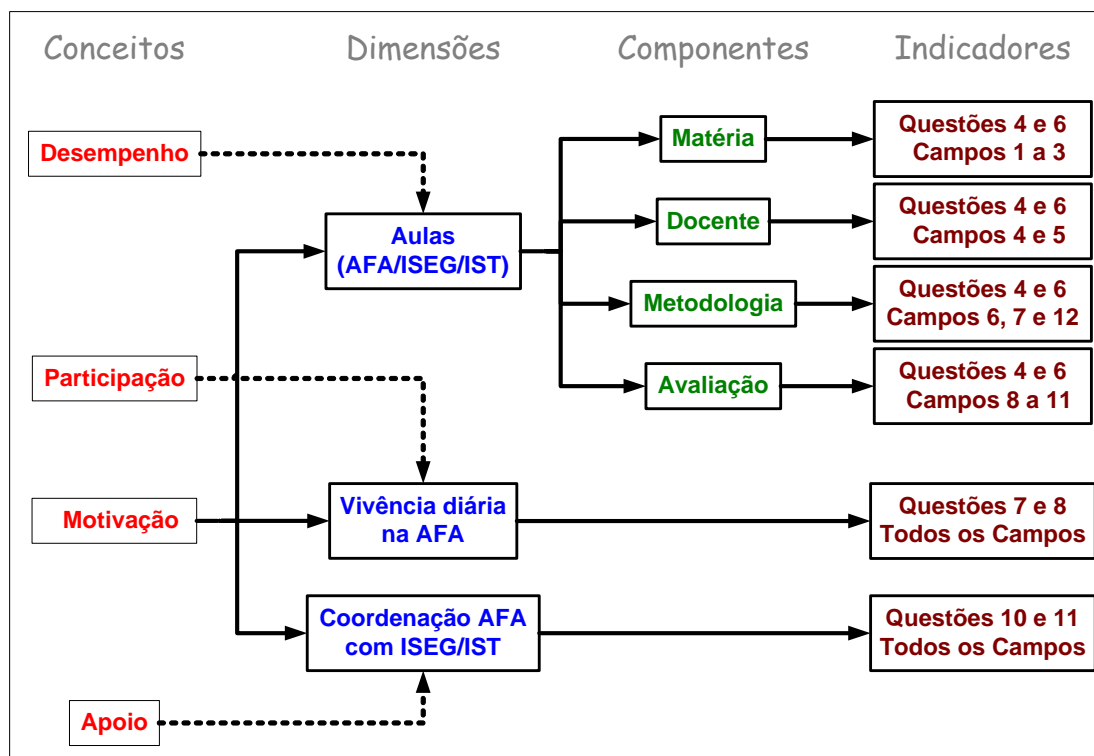 Conceitos
Dimensões
Componentes
Indicadores
Desempenho
Participação
Motivação
Apoio
Aulas
(AFA/ISEG/IST)
Vivência diária
na AFA
Coordenação AFA
com ISEG/IST
Matéria
Docente
Metodologia
Avaliação
Questões 4 e 6
Campos 1 a 3
Questões 4 e 6
Campos 4 e 5
Questões 4 e 6
Campos 6, 7 e 12
Questões 4 e 6
Campos 8 a 11
Questões 7 e 8
Todos os Campos
Questões 10 e 11
Todos os Campos